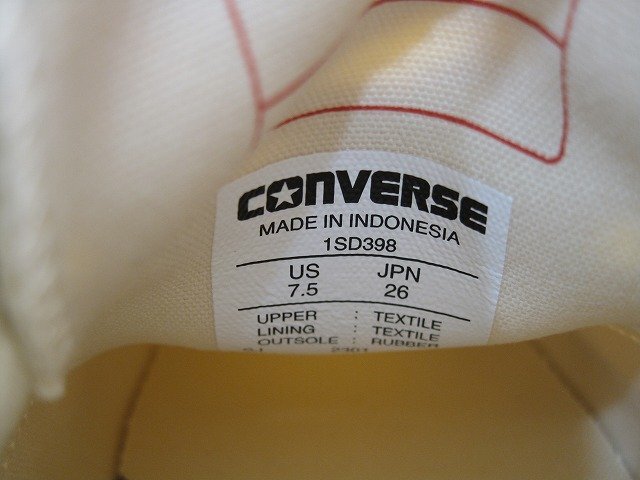 CONVERSE
MADE IN INDONESIA
1SD398
US JPN
7.5 26
UPPER : TEXTILE
LINING : TEXTILE
OUTSOLE : RUBBER